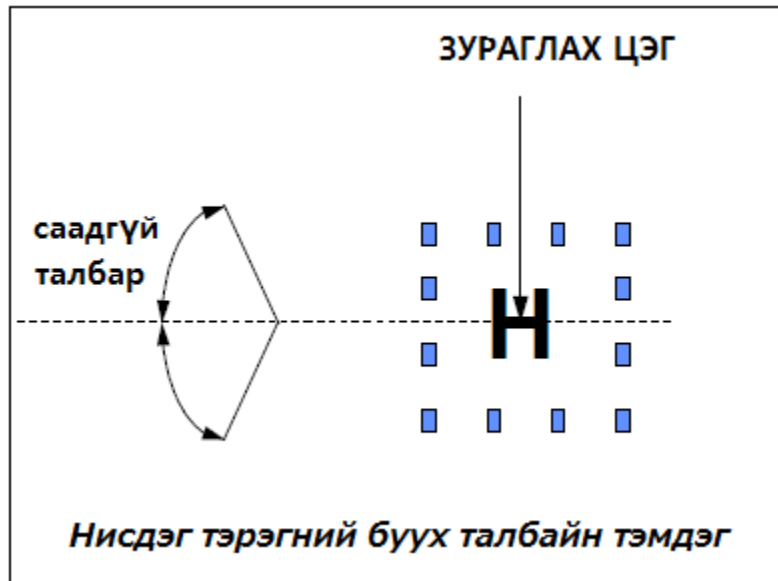 ЗУРАГЛАХ ЦЭГ
саадгүй
талбар
H
Нисдэг тэрэгний буух талбайн тэмдэг